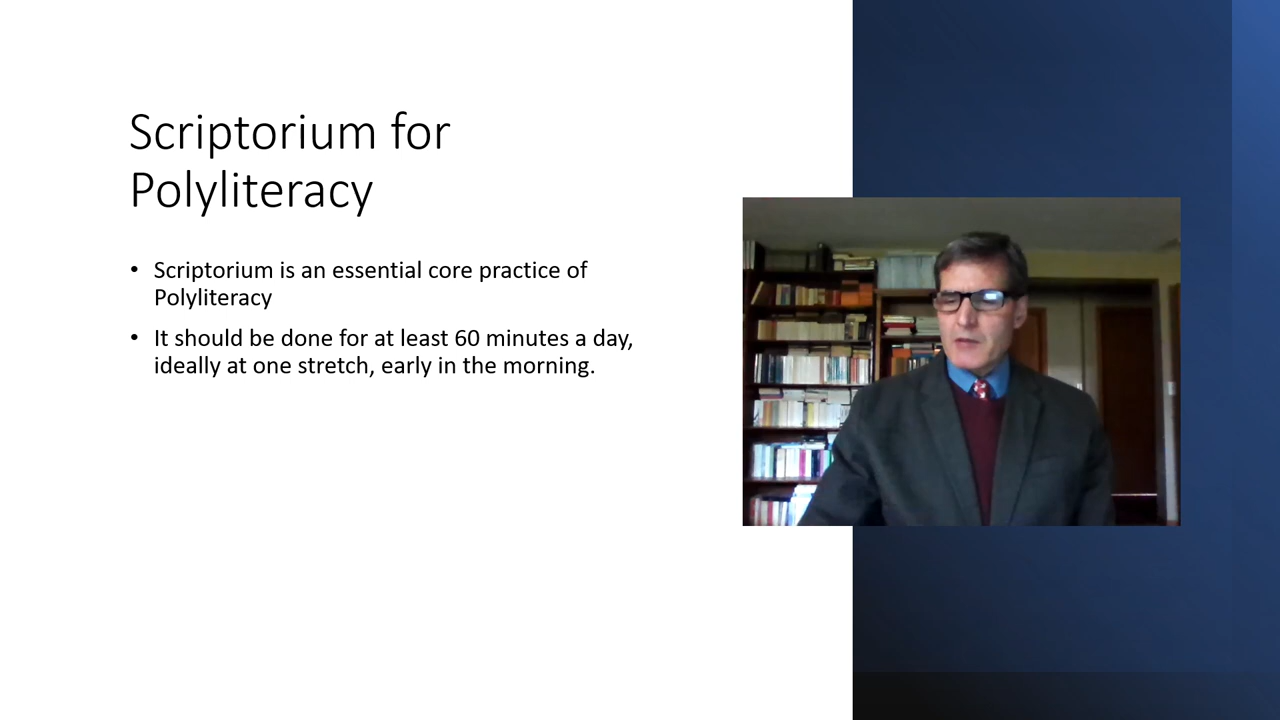 Scriptorium for
Polyliteracy
• Scriptorium is an essential core practice of
Polyliteracy
• It should be done for at least 60 minutes a day,
ideally at one stretch, early in the morning.